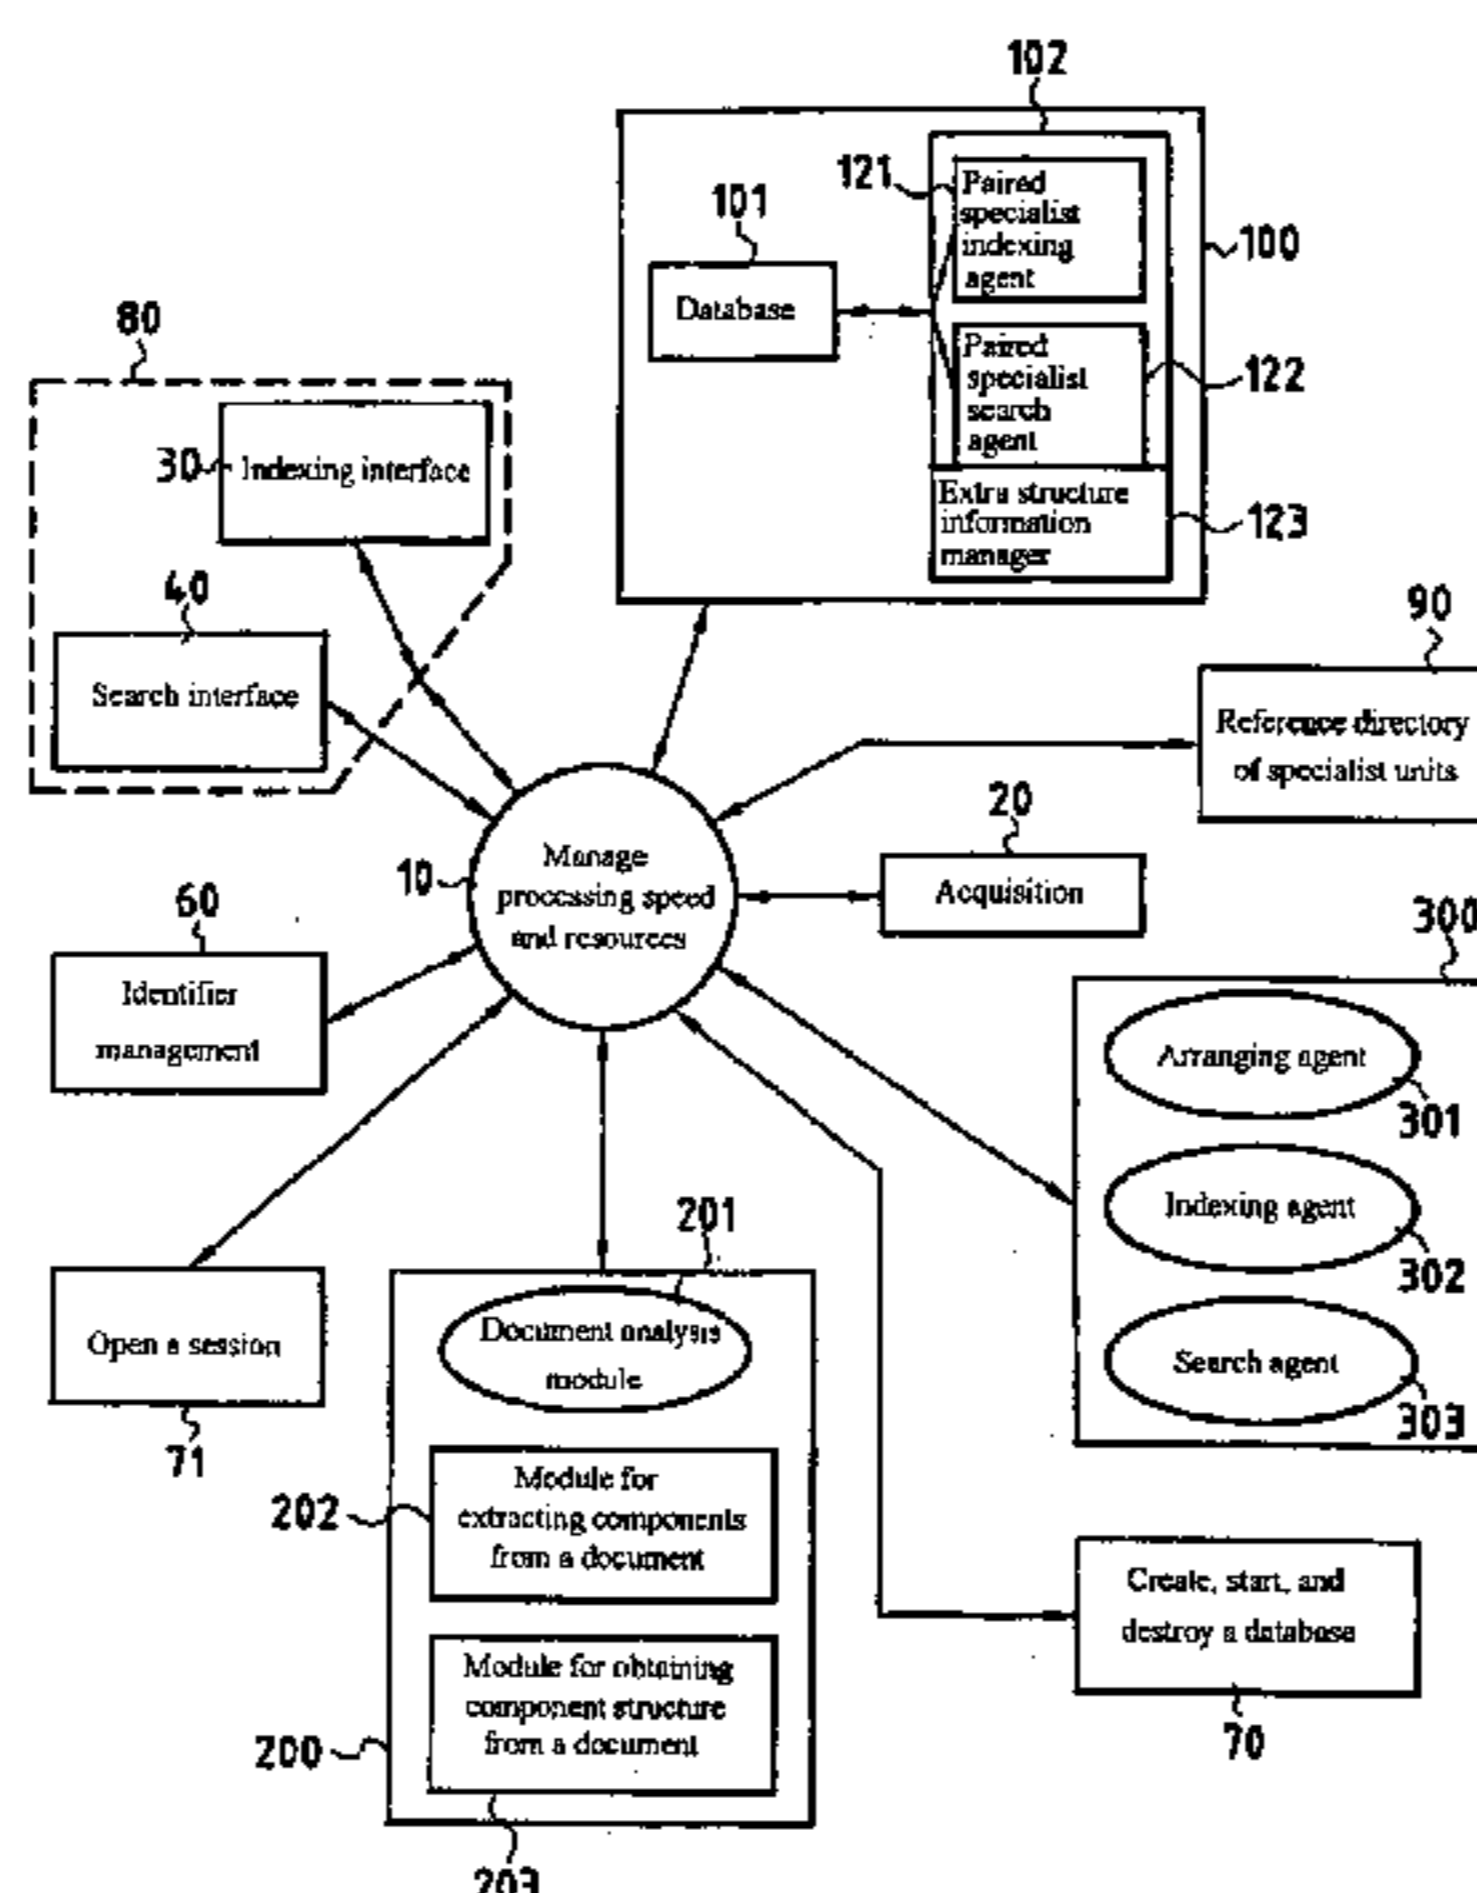 102
121
Paired
specialist
indexing
agent
101
100
Database
80
Paired
specialist
search
agent
122
30
Indexing interface
Extra structure
information
manager
123
40
90
Search interface
Reference directory
of specialist units
20
Manage
processing speed
and resources
10
Acquisition
60
300
Identifier
management
Arranging agent
301
201
Indexing agent
302
Open a session
71
Document analysis
module
Search agent
303
202
Module for
extracting components
from a document
Create, start, and
destroy a database
70
Module for obtaining
component structure
from a document
200
203